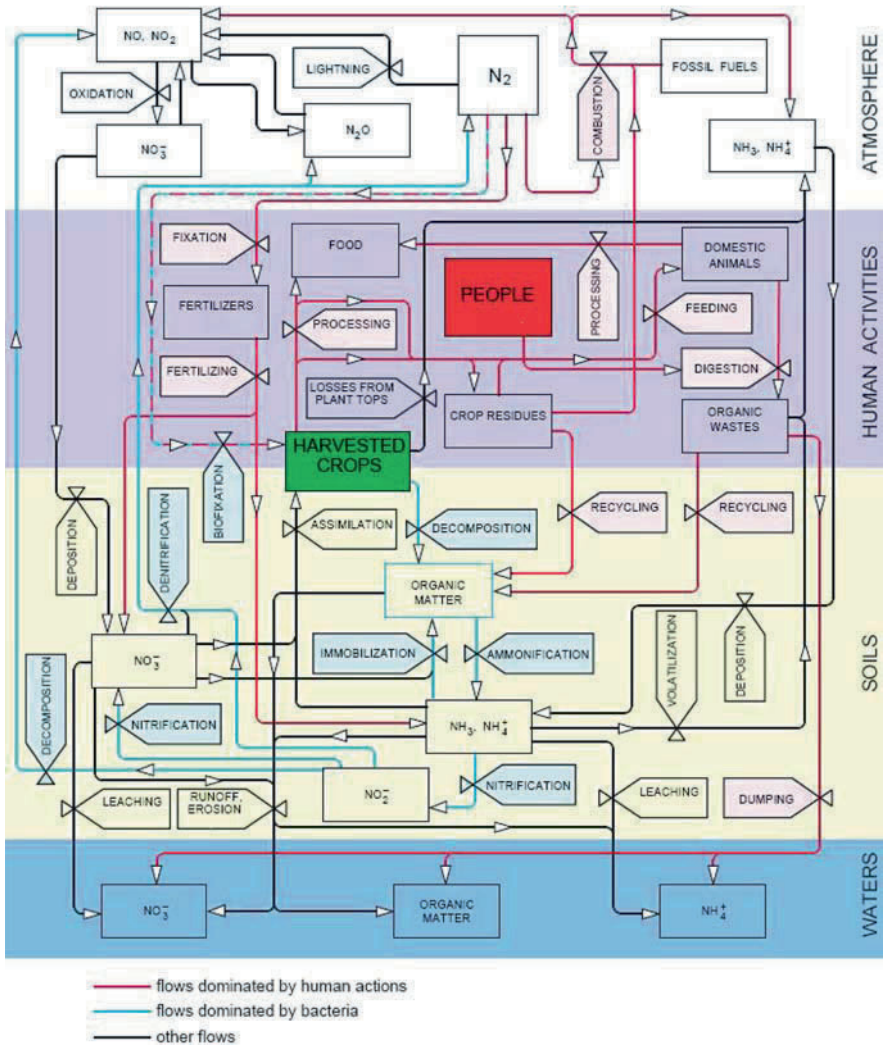 NO, NO2
LIGHTNING
N2
FOSSIL FUELS
OXIDATION
COMBUSTION
ATMOSPHERE
NO3-
N2O
NH3, NH4+
FIXATION
FOOD
PROCESSING
DOMESTIC
ANIMALS
PEOPLE
FERTILIZERS
PROCESSING
FEEDING
HUMAN ACTIVITIES
FERTILIZING
LOSSES FROM
PLANT TOPS
CROP RESIDUES
DIGESTION
ORGANIC
WASTES
HARVESTED
CROPS
BIOFIXATION
DEPOSITION
DENITRIFICATION
ASSIMILATION
DECOMPOSITION
RECYCLING
RECYCLING
ORGANIC
MATTER
NO3-
IMMOBILIZATION
AMMONIFICATION
VOLATILIZATION
DEPOSITION
SOILS
DECOMPOSITION
NITRIFICATION
NH3, NH4+
LEACHING
RUNOFF,
EROSION
NO2-
NITRIFICATION
LEACHING
DUMPING
NO3-
ORGANIC
MATTER
NH4+
WATERS
flows dominated by human actions
flows dominated by bacteria
other flows